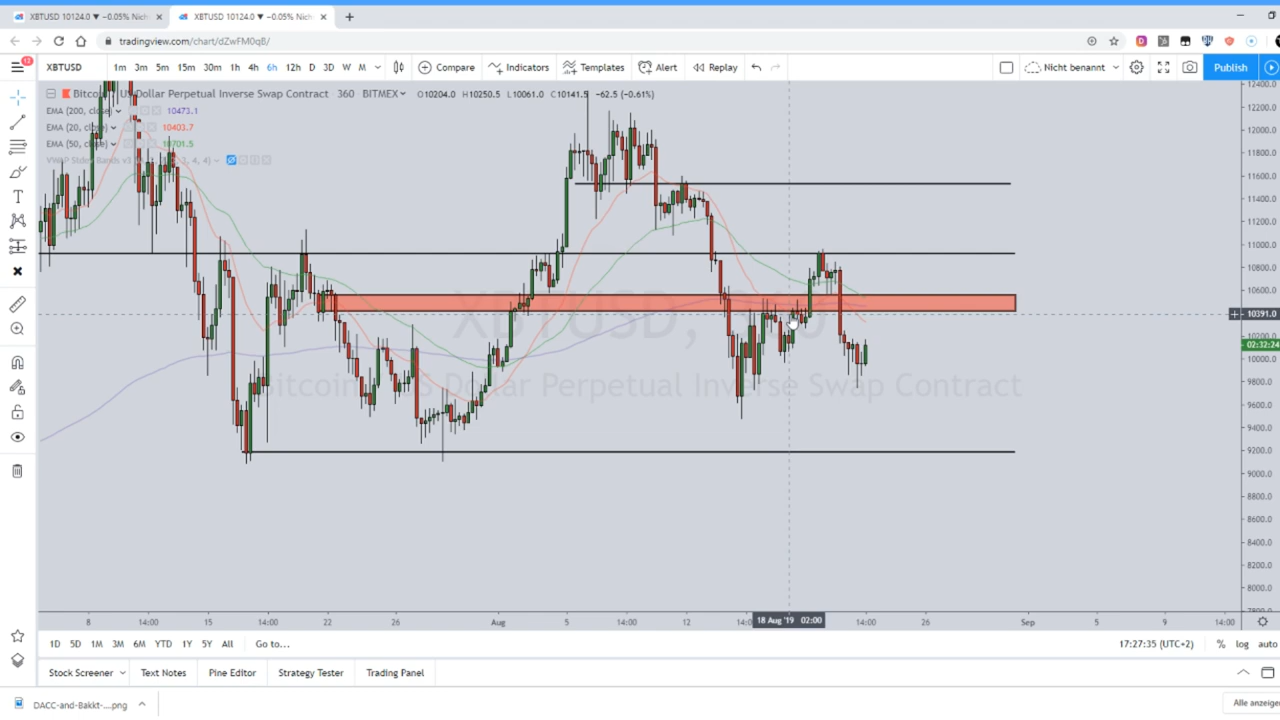 XBTUSD 10124.0 ▼ −0.05% Nich
XBTUSD 10124.0 ▼ −0.05% Nich
tradingview.com/chart/dZwFM0qB/
XBTUSD 1m 3m 5m 15m 30m 1h 4h 6h 12h D 3D W M Compare Indicators Templates Alert Replay Nicht benannt Publish
Bitcoin / US Dollar Perpetual Inverse Swap Contract · 360 · BITMEX O10204.0 H10250.5 L10061.0 C10141.5 −62.5 (−0.61%)
EMA (200, close) 10473.1
EMA (20, close) 10403.7
EMA (50, close) 10701.5
XBTUSD,
Bitcoin US Dollar Perpetual Inverse Swap Contract
12400.0
12200.0
12000.0
11800.0
11600.0
11400.0
11200.0
11000.0
10800.0
10600.0
10391.0
10200.0
02:32:24
10000.0
9800.0
9600.0
9400.0
9200.0
9000.0
8800.0
8600.0
8400.0
8200.0
8000.0
7800.0
8 14:00 15 14:00 22 26 Aug 5 14:00 12 14:0 18 Aug '19 02:00 14:00 26 Sep 5 9 14:00
1D 5D 1M 3M 6M YTD 1Y 5Y All Go to... 17:27:35 (UTC+2) % log auto
Stock Screener Text Notes Pine Editor Strategy Tester Trading Panel
DACC-and-Bakkt-....png Alle anzeige